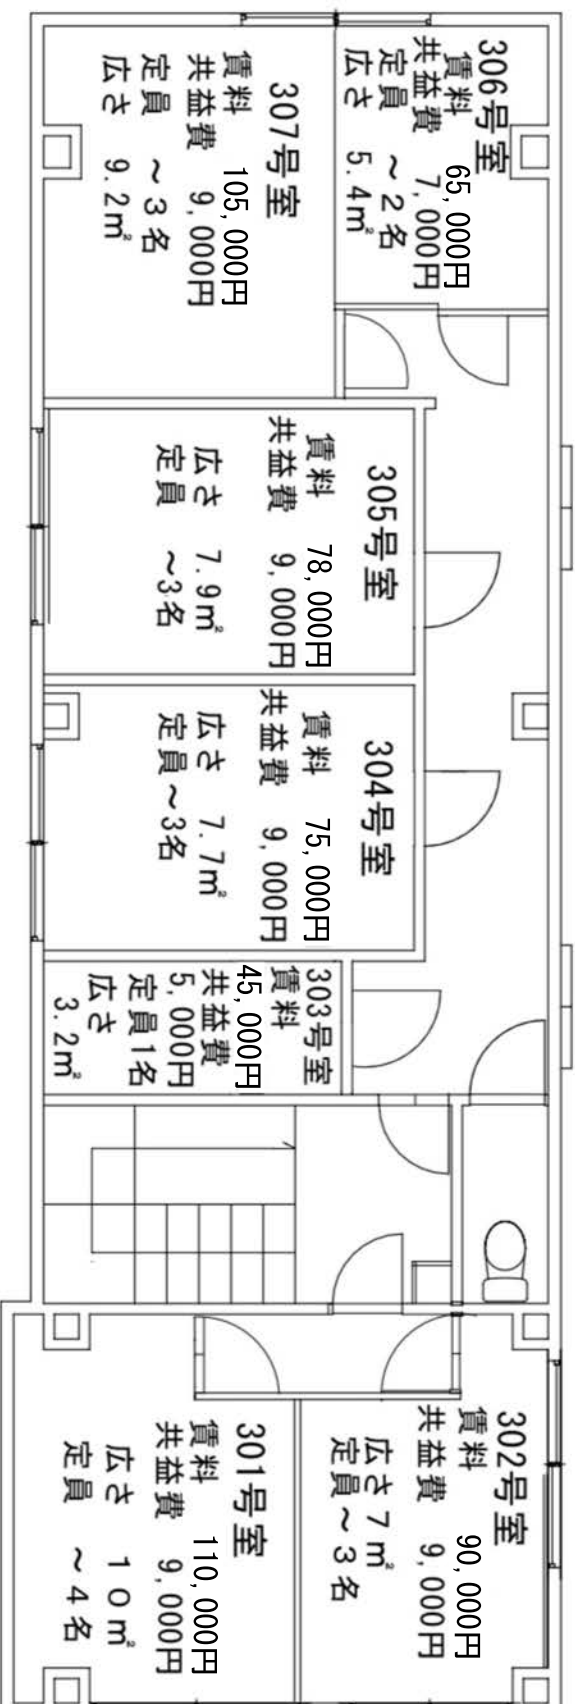 306号室
賃料 65,000円
共益費 7,000円
定員 ～2名
広さ 5.4㎡
307号室
賃料 105,000円
共益費 9,000円
定員 ～3名
広さ 9.2㎡
305号室
賃料 78,000円
共益費 9,000円
広さ 7.9㎡
定員 ～3名
304号室
賃料 75,000円
共益費 9,000円
広さ 7.7㎡
定員～3名
303号室
賃料
45,000円
共益費
5,000円
定員1名
広さ
3.2㎡
302号室
賃料 90,000円
共益費 9,000円
広さ7㎡
定員～3名
301号室
賃料 110,000円
共益費 9,000円
広さ 10㎡
定員 ～4名